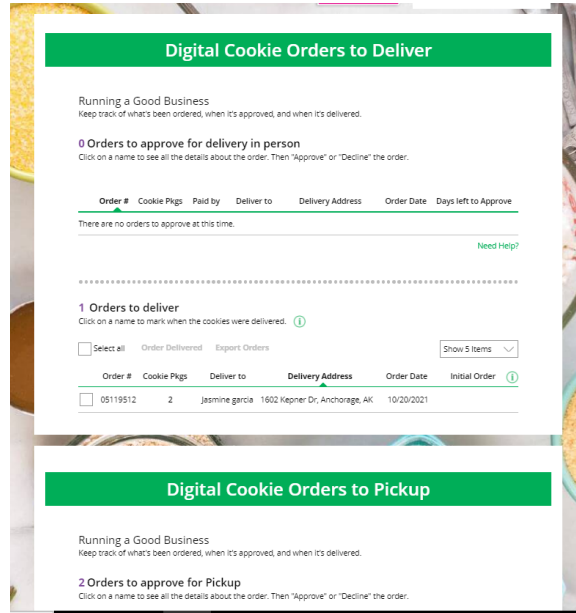 Digital Cookie Orders to Deliver
Running a Good Business
Keep track of what's been ordered, when it's approved, and when it's delivered.
0 Orders to approve for delivery in person
Click on a name to see all the details about the order. Then "Approve" or "Decline" the order.
Order # Cookie Pkgs Paid by Deliver to Delivery Address Order Date Days left to Approve
There are no orders to approve at this time.
Need Help?
1 Orders to deliver
Click on a name to mark when the cookies were delivered. i
Select all Order Delivered Export Orders Show 5 Items
Order # Cookie Pkgs Deliver to Delivery Address Order Date Initial Order i
05119512 2 Jasmine garcia 1602 Kepner Dr, Anchorage, AK 10/20/2021
Digital Cookie Orders to Pickup
Running a Good Business
Keep track of what's been ordered, when it's approved, and when it's delivered.
2 Orders to approve for Pickup
Click on a name to see all the details about the order. Then "Approve" or "Decline" the order.